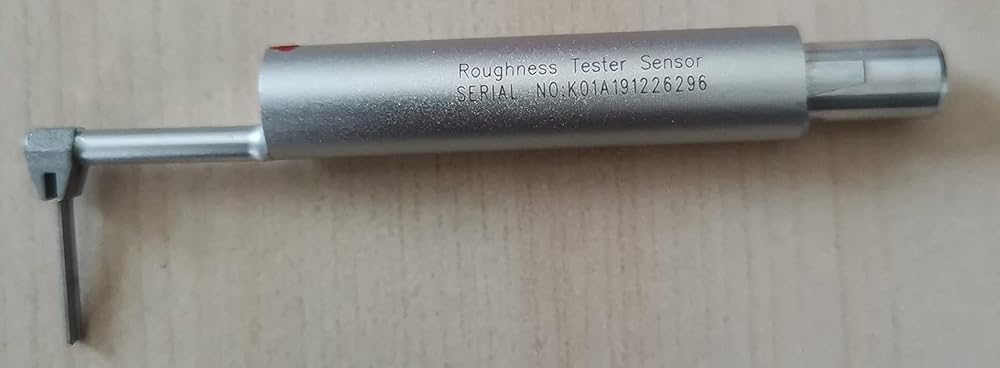 Roughness Tester Sensor
SERIAL NO:K01A191226296